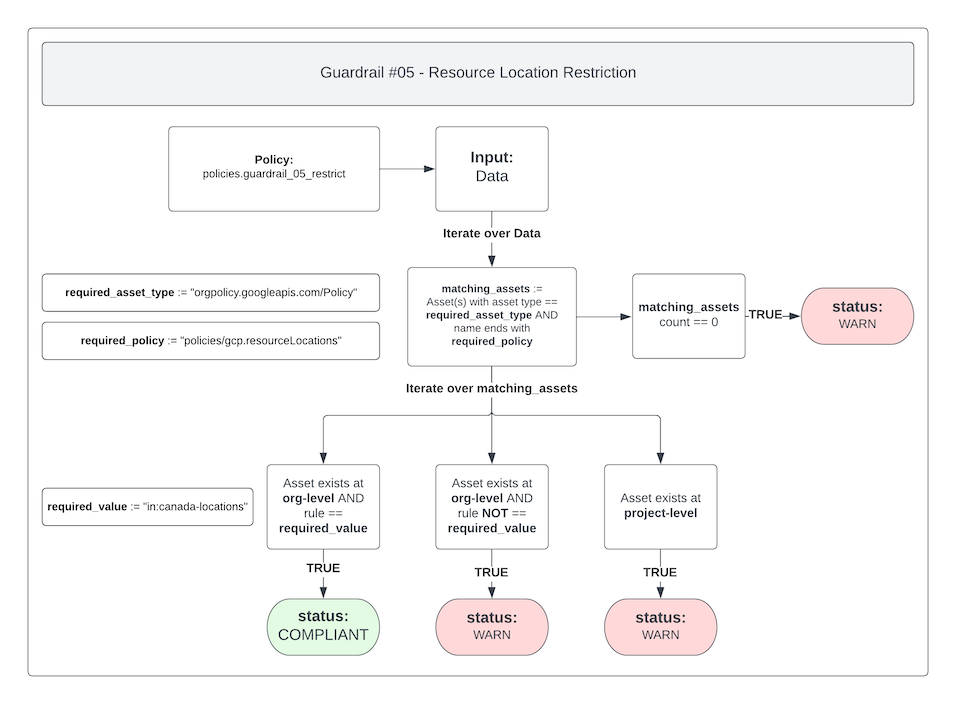 Guardrail #05 - Resource Location Restriction
Policy:
policies.guardrail_05_restrict
Input:
Data
Iterate over Data
required_asset_type := "orgpolicy.googleapis.com/Policy"
required_policy := "policies/gcp.resourceLocations"
matching_assets :=
Asset(s) with asset type ==
required_asset_type AND
name ends with
required_policy
matching_assets
count == 0
TRUE
status:
WARN
Iterate over matching_assets
required_value := "in:canada-locations"
Asset exists at
org-level AND
rule ==
required_value
Asset exists at
org-level AND
rule NOT ==
required_value
Asset exists at
project-level
TRUE
TRUE
TRUE
status:
COMPLIANT
status:
WARN
status:
WARN